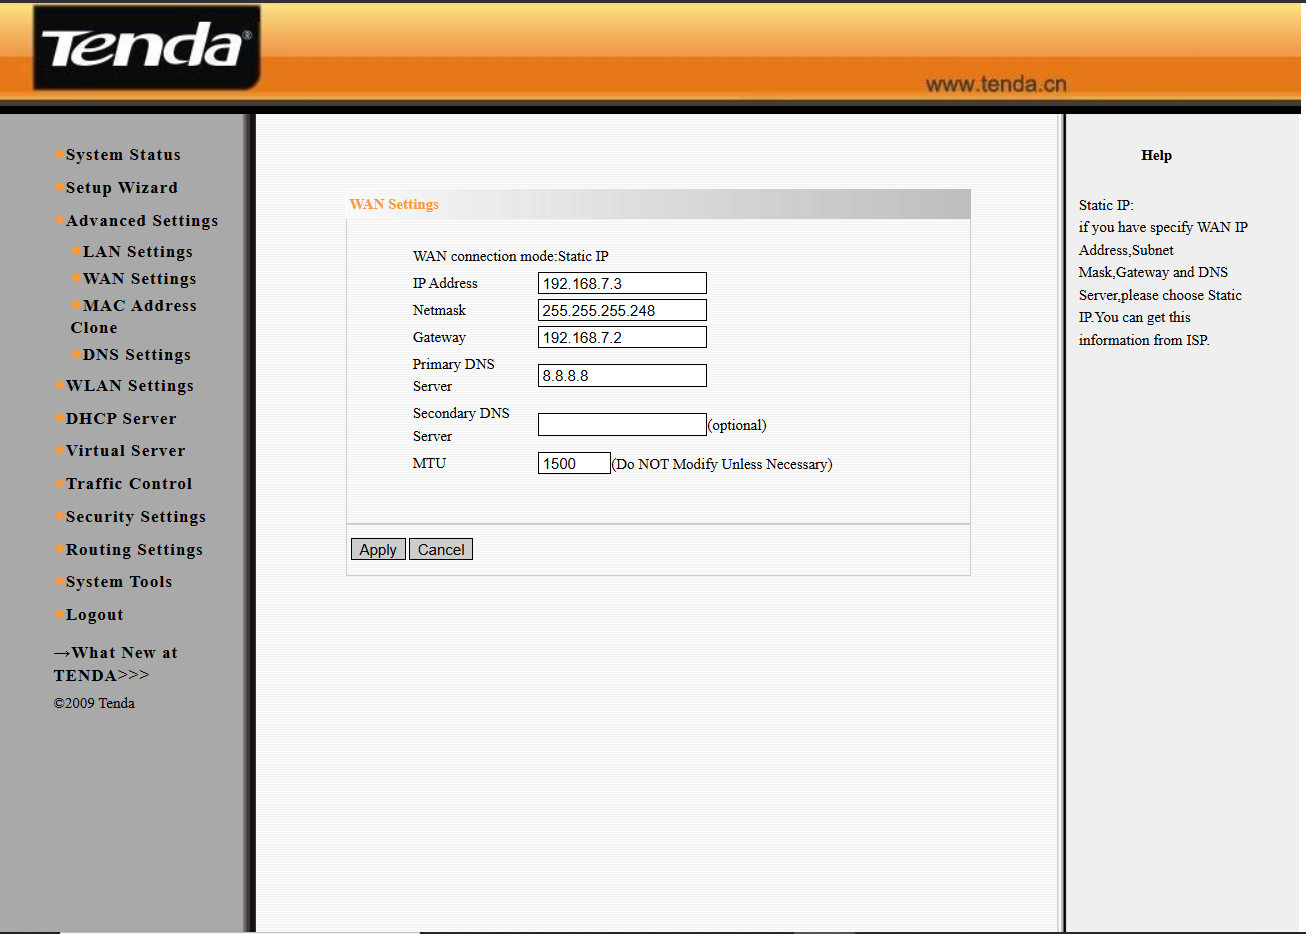 Tenda®
www.tenda.cn
System Status
Setup Wizard
Advanced Settings
LAN Settings
WAN Settings
MAC Address
Clone
DNS Settings
WLAN Settings
DHCP Server
Virtual Server
Traffic Control
Security Settings
Routing Settings
System Tools
Logout
→What New at
TENDA>>>
©2009 Tenda
WAN Settings
WAN connection mode:Static IP
IP Address 192.168.7.3
Netmask 255.255.255.248
Gateway 192.168.7.2
Primary DNS
Server 8.8.8.8
Secondary DNS
Server (optional)
MTU 1500 (Do NOT Modify Unless Necessary)
Apply Cancel
Help
Static IP:
if you have specify WAN IP
Address,Subnet
Mask,Gateway and DNS
Server,please choose Static
IP.You can get this
information from ISP.